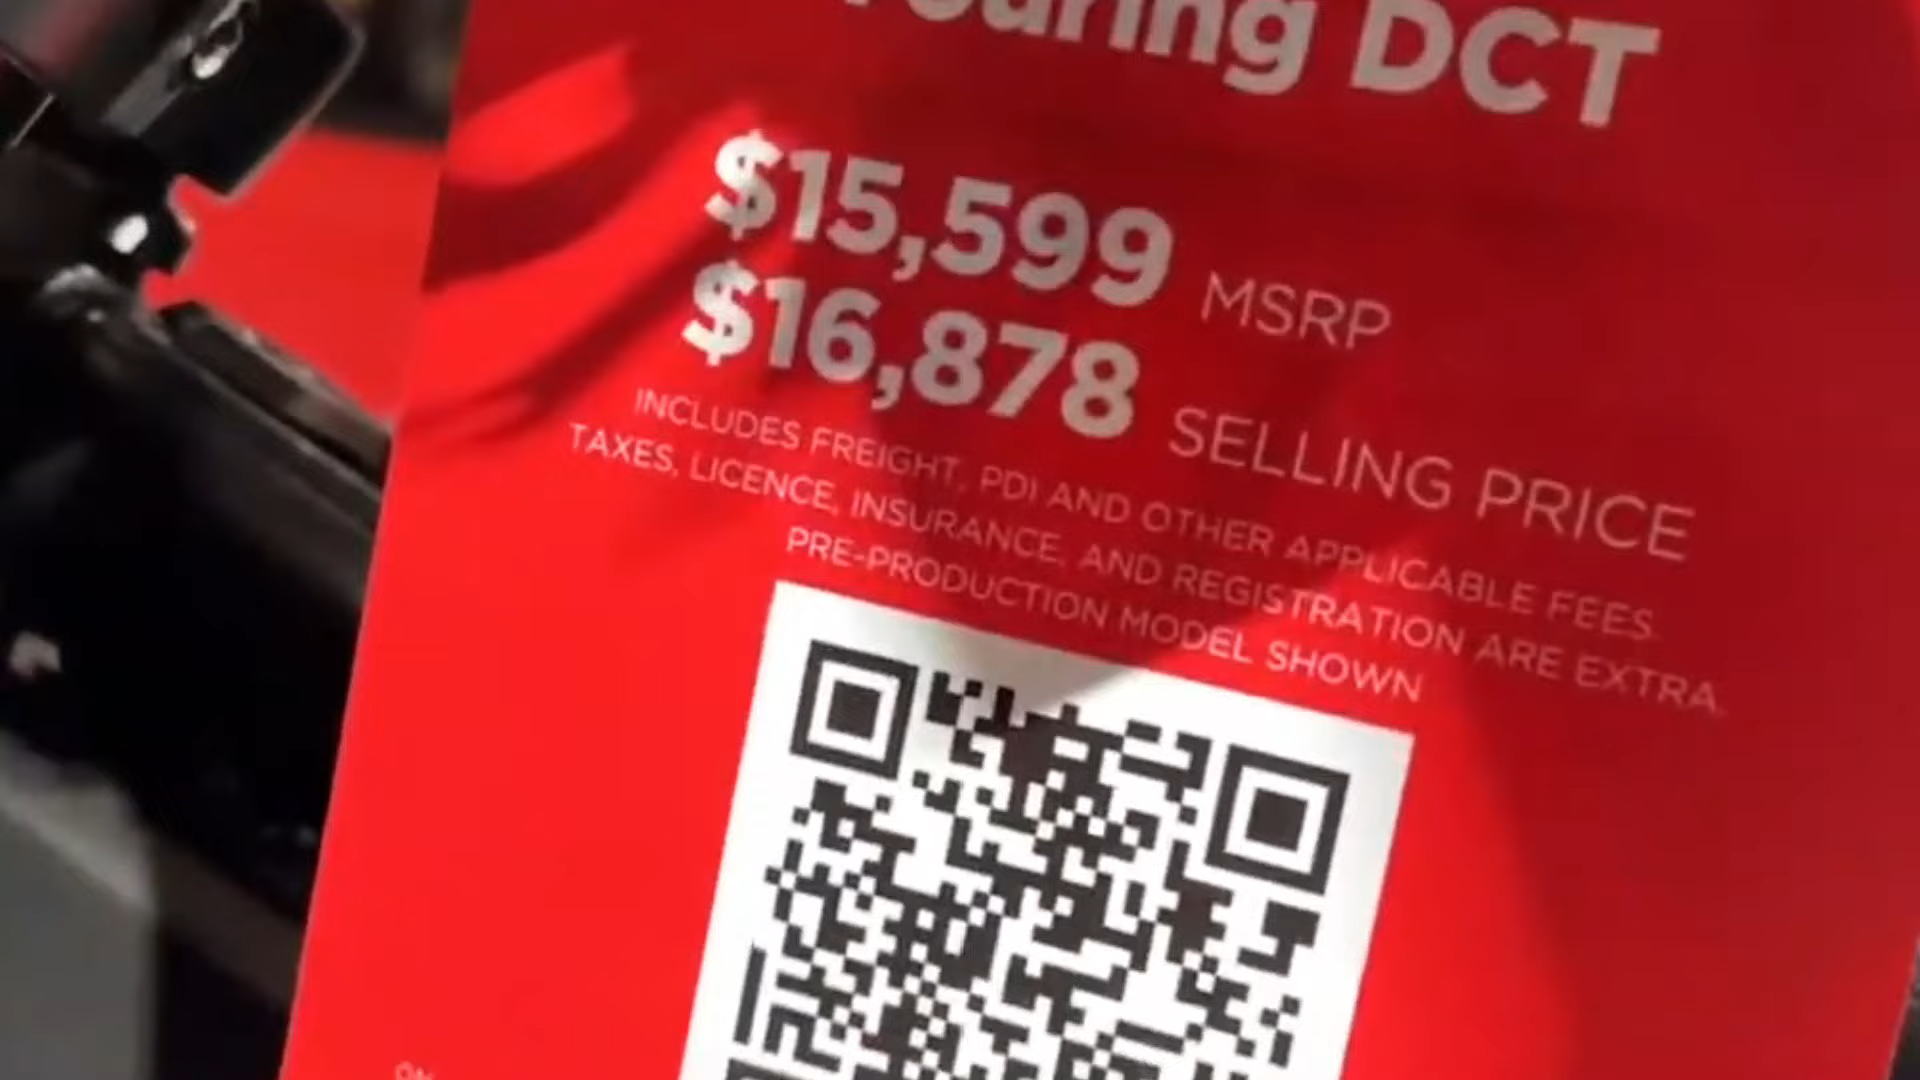 Touring DCT
$15,599 MSRP
$16,878 SELLING PRICE
INCLUDES FREIGHT, PDI AND OTHER APPLICABLE FEES.
TAXES, LICENCE, INSURANCE, AND REGISTRATION ARE EXTRA.
PRE-PRODUCTION MODEL SHOWN